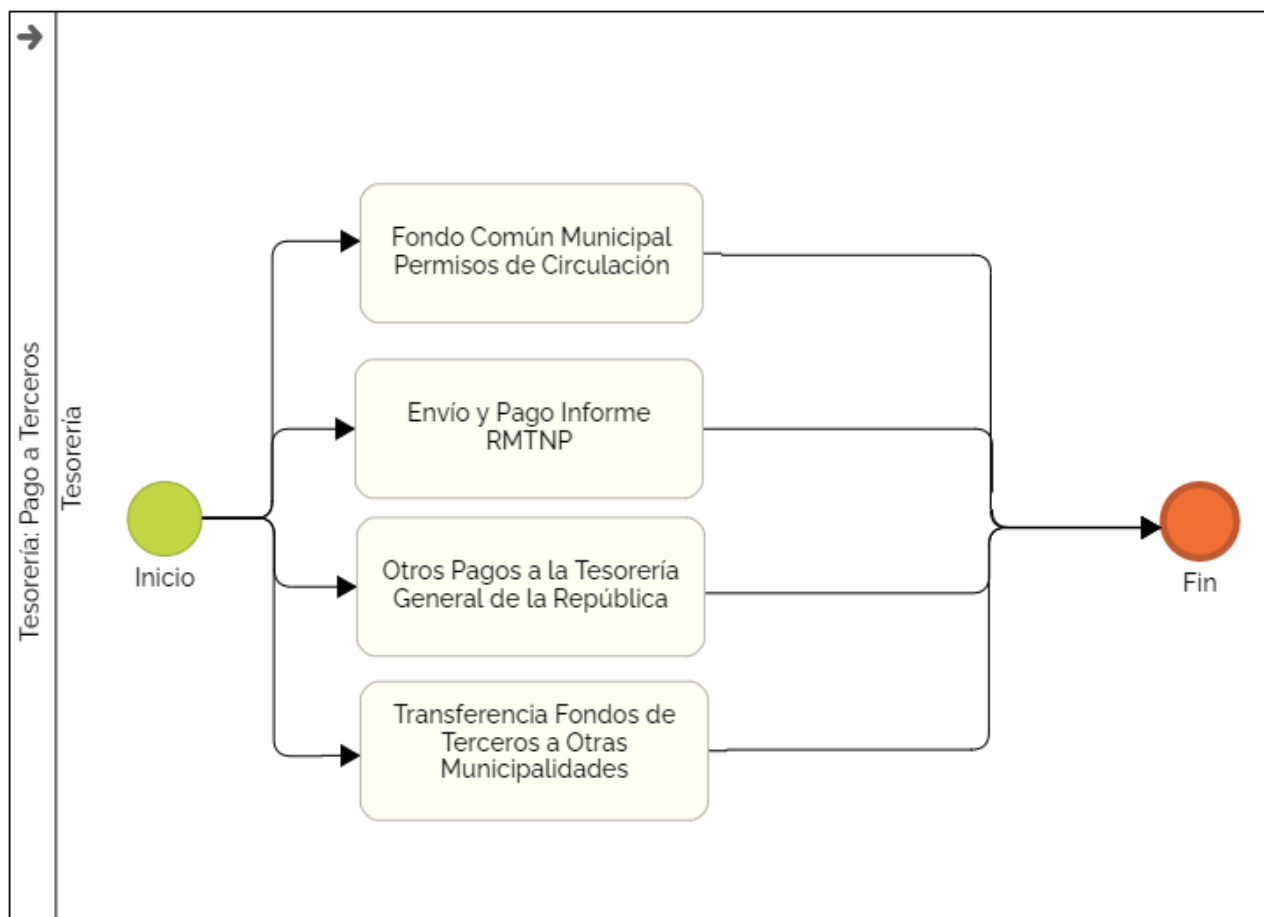 Tesorería: Pago a Terceros
Tesorería
Inicio
Fondo Común Municipal
Permisos de Circulación
Envío y Pago Informe
RMTNP
Otros Pagos a la Tesorería
General de la República
Transferencia Fondos de
Terceros a Otras
Municipalidades
Fin